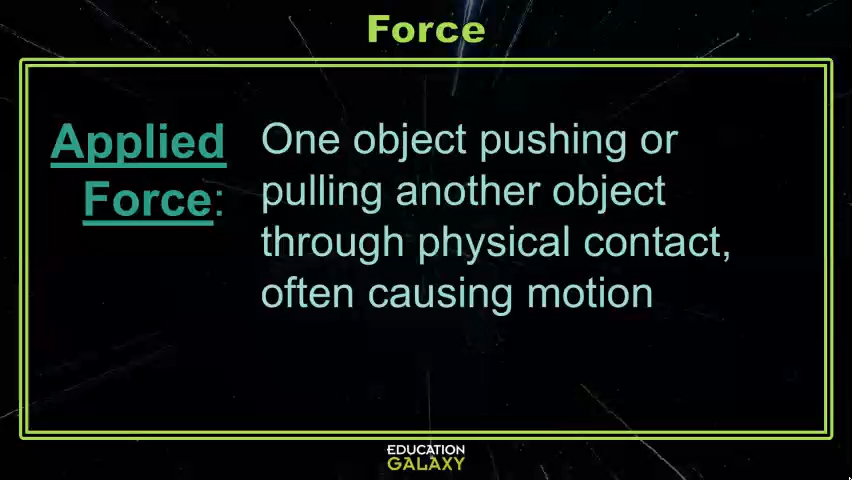 Force
Applied
Force:
One object pushing or
pulling another object
through physical contact,
often causing motion
EDUCATION
GALAXY